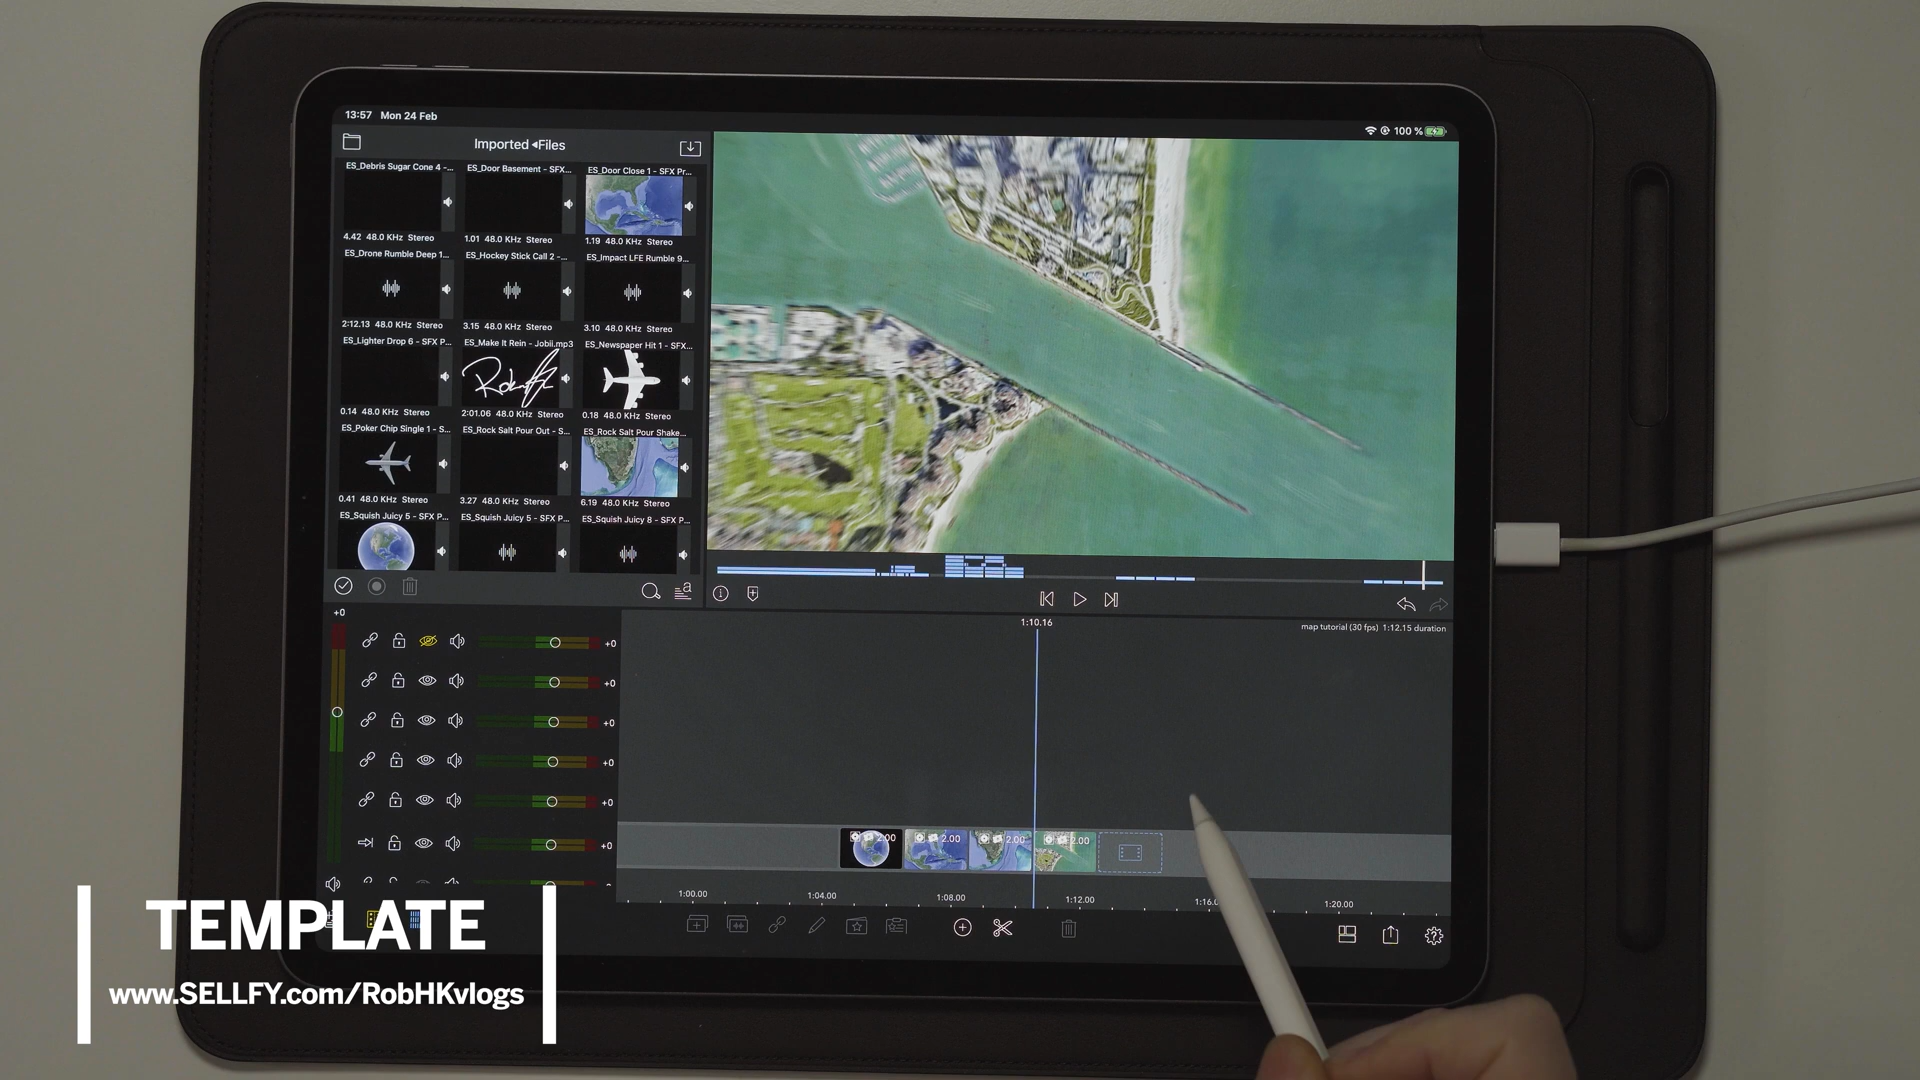 13:57 Mon 24 Feb
100 %
Imported ◂Files
ES_Debris Sugar Cone 4 -...
ES_Door Basement - SFX...
ES_Door Close 1 - SFX Pr...
4.42 48.0 KHz Stereo
1.01 48.0 KHz Stereo
1.19 48.0 KHz Stereo
ES_Drone Rumble Deep 1...
ES_Hockey Stick Call 2 -...
ES_Impact LFE Rumble 9...
2:12.13 48.0 KHz Stereo
3.15 48.0 KHz Stereo
3.10 48.0 KHz Stereo
ES_Lighter Drop 6 - SFX P...
ES_Make It Rein - Jobii.mp3
ES_Newspaper Hit 1 - SFX...
0.14 48.0 KHz Stereo
2:01.06 48.0 KHz Stereo
0.18 48.0 KHz Stereo
ES_Poker Chip Single 1 - S...
ES_Rock Salt Pour Out - S...
ES_Rock Salt Pour Shake...
0.41 48.0 KHz Stereo
3.27 48.0 KHz Stereo
6.19 48.0 KHz Stereo
ES_Squish Juicy 5 - SFX P...
ES_Squish Juicy 5 - SFX P...
ES_Squish Juicy 8 - SFX P...
+0
1:10.16
map tutorial (30 fps) 1:12.15 duration
+0
+0
+0
+0
+0
+0
2.00
2.00
2.00
2.00
1:00.00
1:04.00
1:08.00
1:12.00
1:16.0
1:20.00
TEMPLATE
www.SELLFY.com/RobHKvlogs